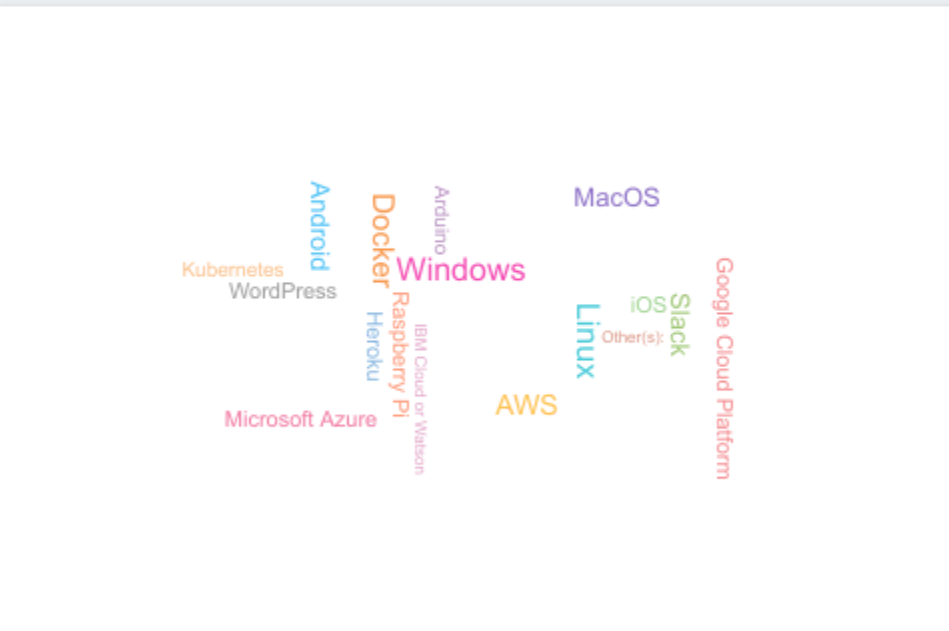 Android
Docker
Arduino
MacOS
Kubernetes
Windows
WordPress
Google Cloud Platform
Raspberry Pi
Heroku
IBM Cloud or Watson
Linux
iOS
Slack
Other(s):
AWS
Microsoft Azure